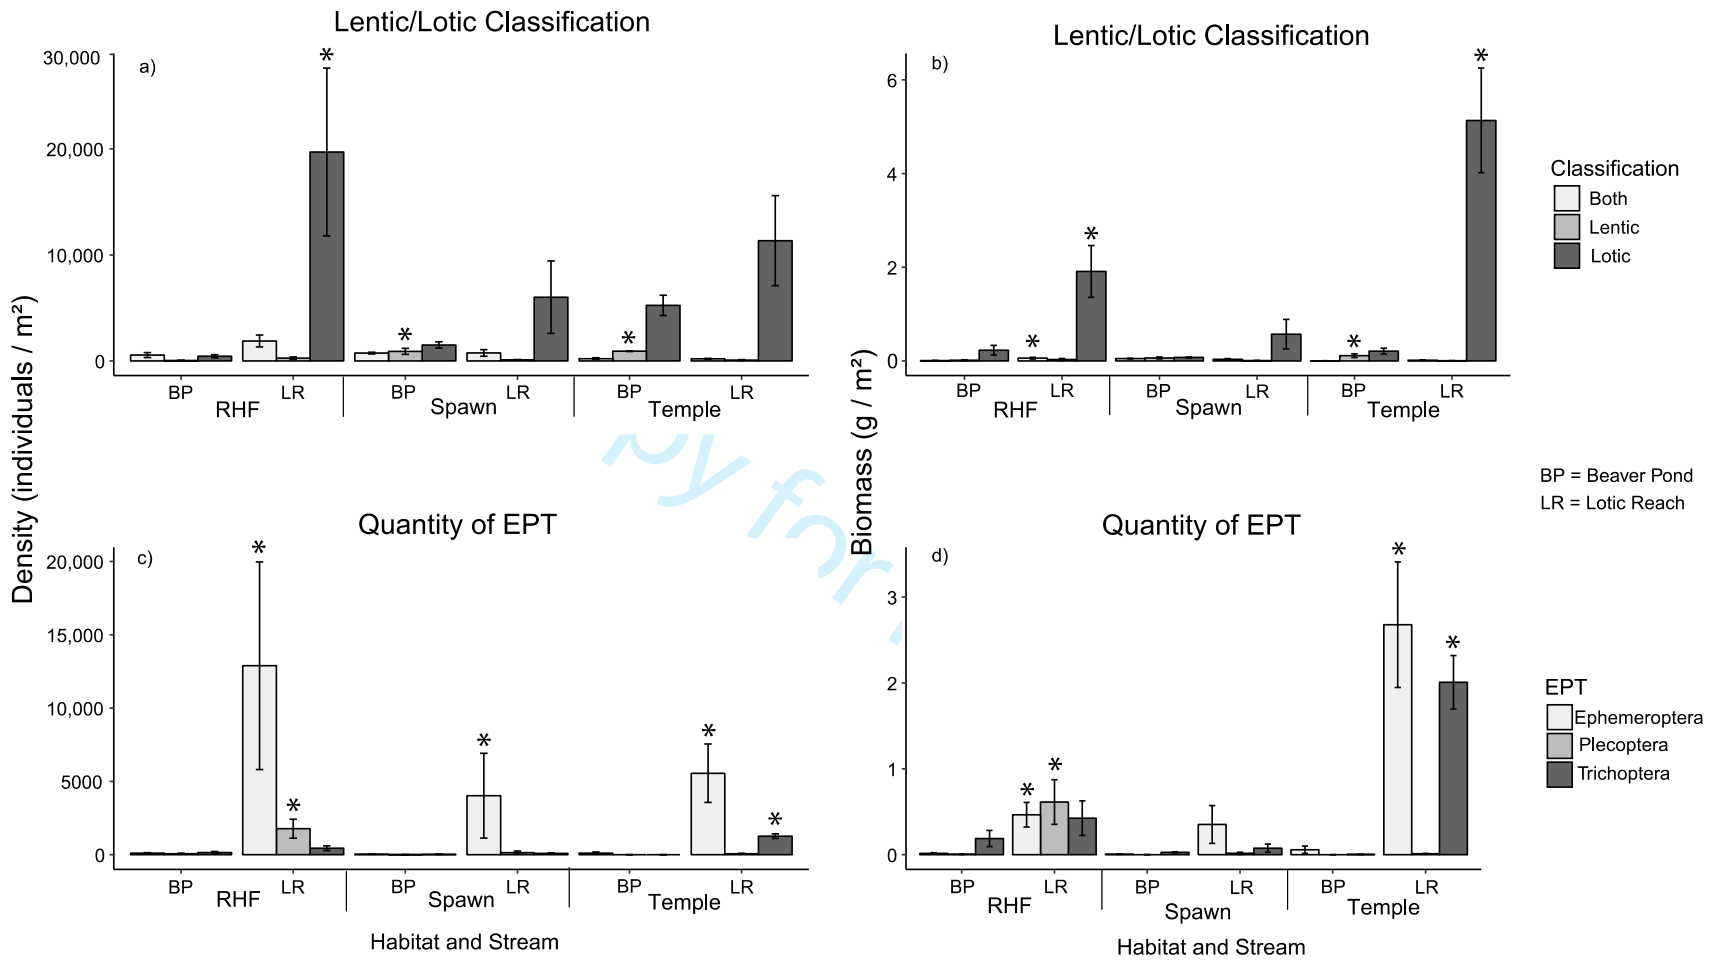 Lentic/Lotic Classification
a)
30,000
20,000
10,000
0
*
*
*
BP LR BP LR BP LR
RHF Spawn Temple
Lentic/Lotic Classification
b)
6
4
2
0
*
*
*
*
BP LR BP LR BP LR
RHF Spawn Temple
Classification
Both
Lentic
Lotic
BP = Beaver Pond
LR = Lotic Reach
Density (individuals / m²)
Biomass (g / m²)
py for
Quantity of EPT
c)
20,000
15,000
10,000
5000
0
*
*
*
*
*
BP LR BP LR BP LR
RHF Spawn Temple
Habitat and Stream
Quantity of EPT
d)
3
2
1
0
*
*
*
*
BP LR BP LR BP LR
RHF Spawn Temple
Habitat and Stream
EPT
Ephemeroptera
Plecoptera
Trichoptera